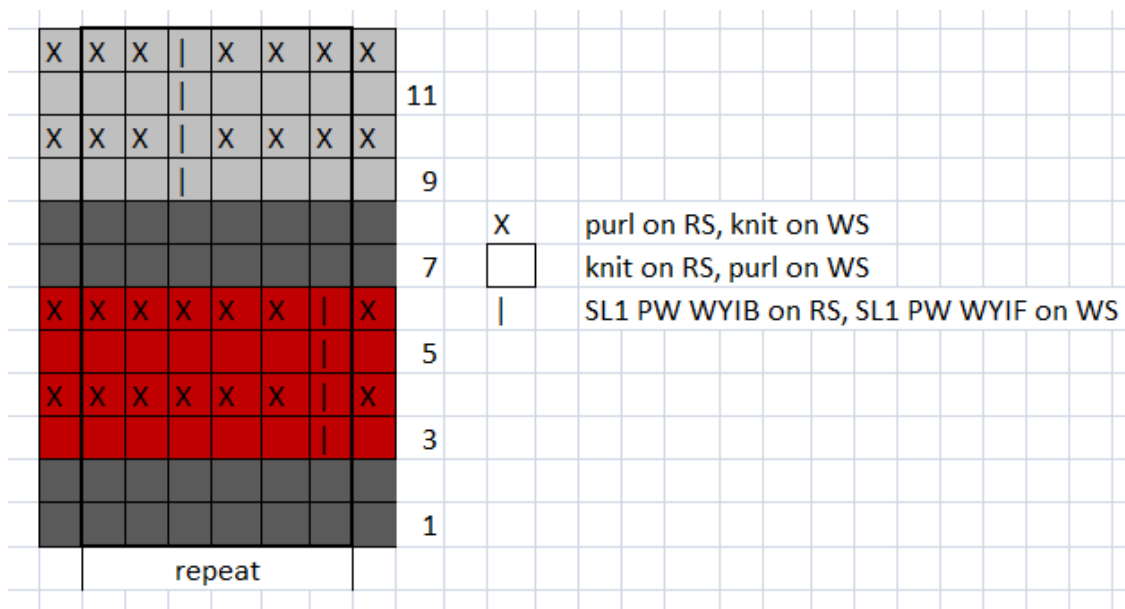 X X X | X X X X
| 11
X X X | X X X X
| 9
X purl on RS, knit on WS
7 knit on RS, purl on WS
X X X X X X | X | SL1 PW WYIB on RS, SL1 PW WYIF on WS
| 5
X X X X X X | X
| 3
1
repeat